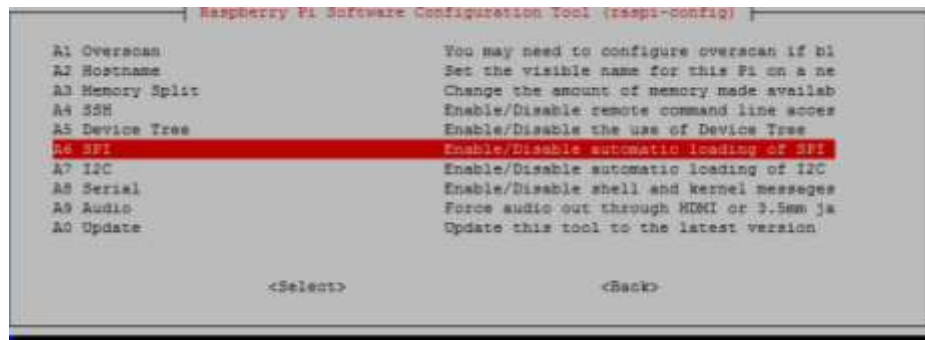 Raspberry Pi Software Configuration Tool (raspi-config)
A1 Overscan You may need to configure overscan if bl
A2 Hostname Set the visible name for this Pi on a ne
A3 Memory Split Change the amount of memory made availab
A4 SSH Enable/Disable remote command line acces
A5 Device Tree Enable/Disable the use of Device Tree
A6 SPI Enable/Disable automatic loading of SPI
A7 I2C Enable/Disable automatic loading of I2C
A8 Serial Enable/Disable shell and kernel messages
A9 Audio Force audio out through HDMI or 3.5mm ja
A0 Update Update this tool to the latest version
<Select> <Back>